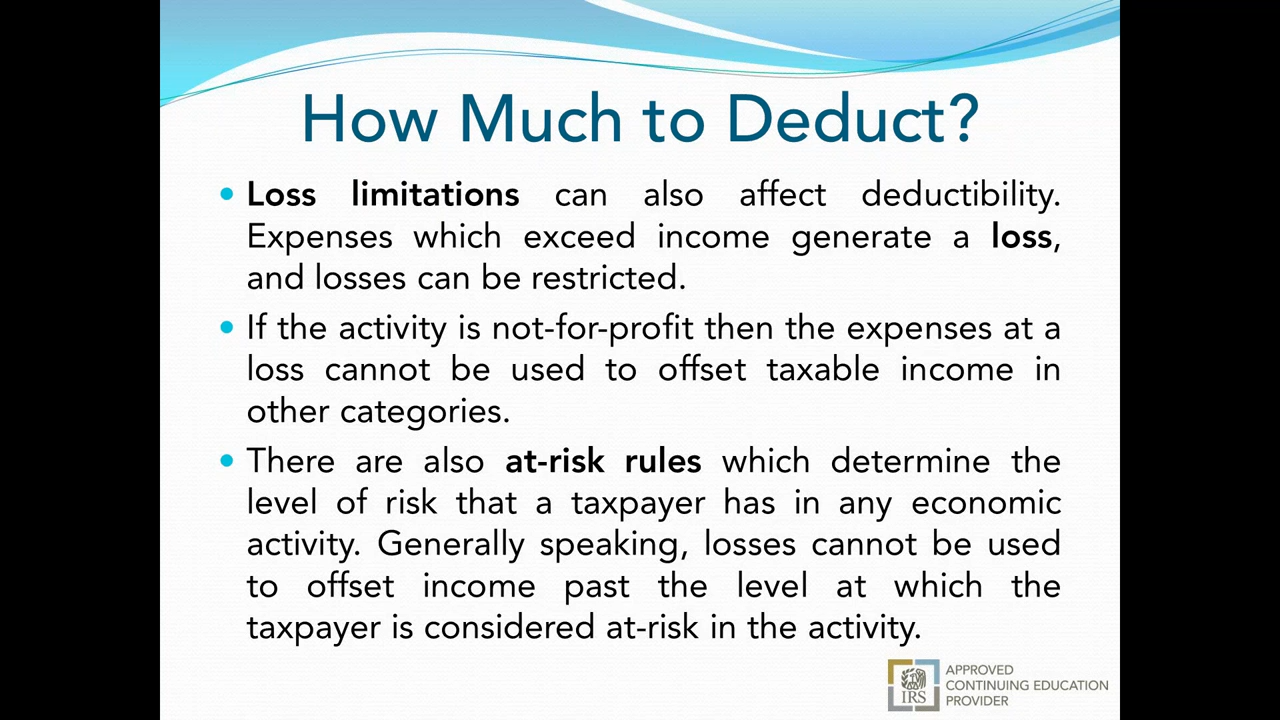 How Much to Deduct?
• Loss limitations can also affect deductibility.
Expenses which exceed income generate a loss,
and losses can be restricted.
• If the activity is not-for-profit then the expenses at a
loss cannot be used to offset taxable income in
other categories.
• There are also at-risk rules which determine the
level of risk that a taxpayer has in any economic
activity. Generally speaking, losses cannot be used
to offset income past the level at which the
taxpayer is considered at-risk in the activity.
IRS
APPROVED
CONTINUING EDUCATION
PROVIDER